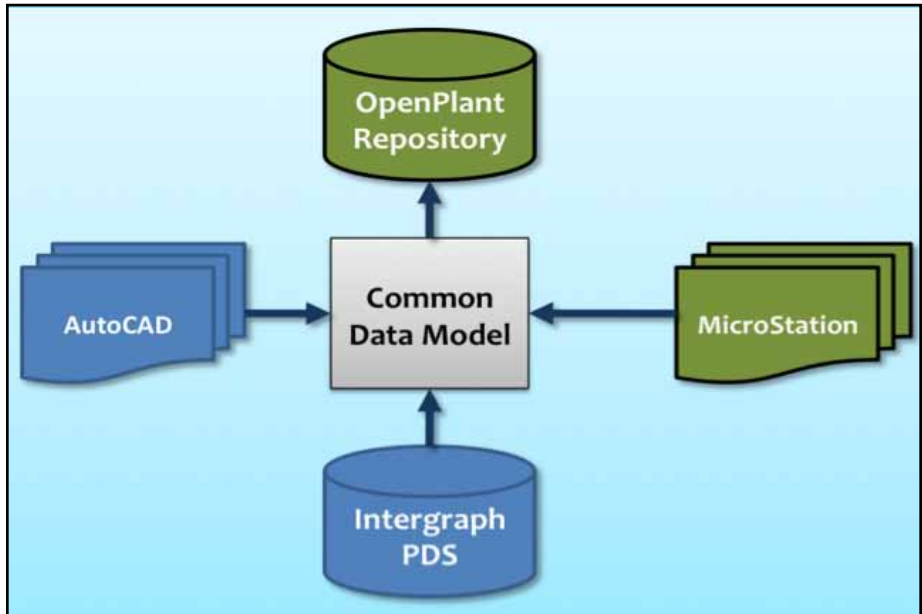 OpenPlant
Repository
AutoCAD
Common
Data Model
MicroStation
Intergraph
PDS